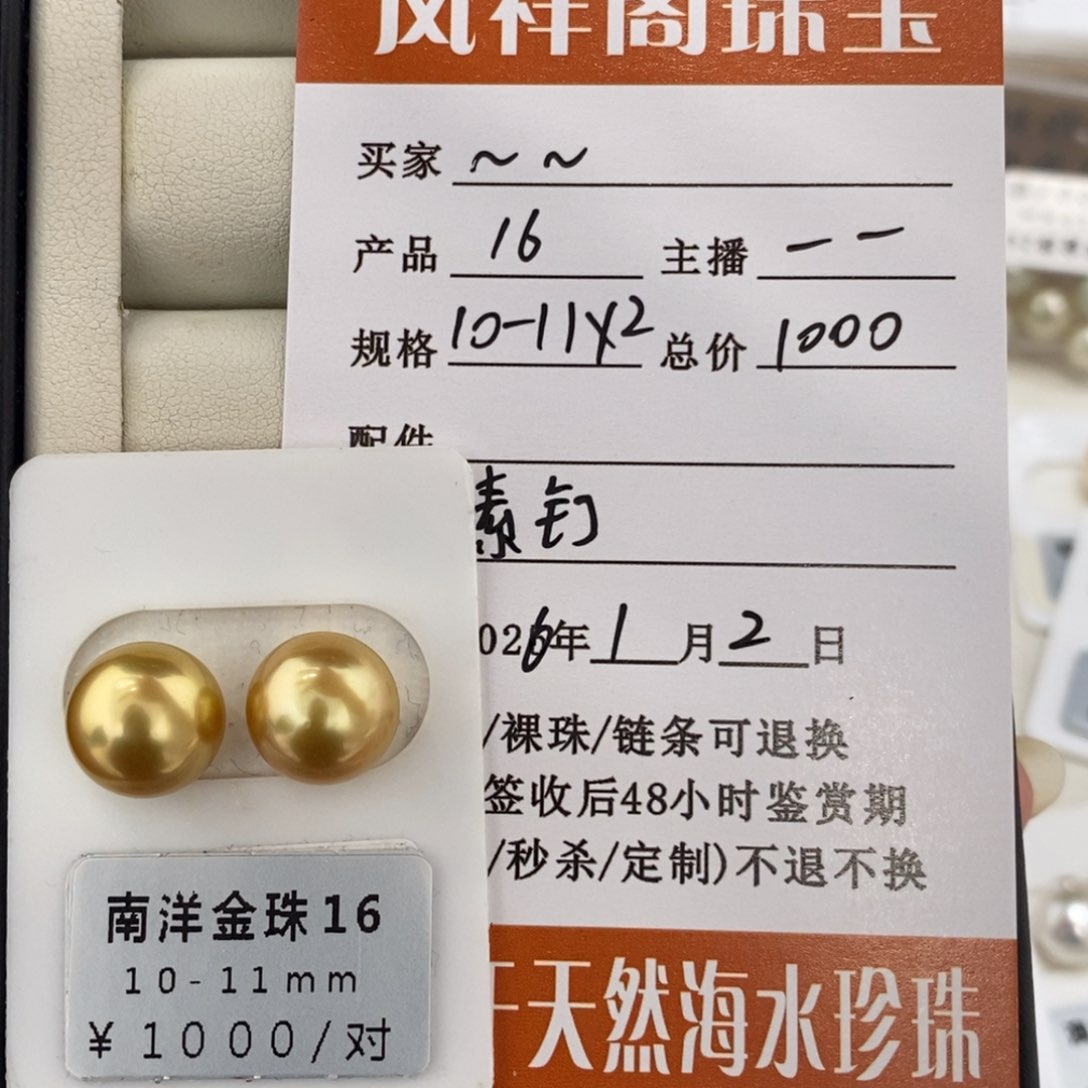 凤祥阁珠宝
买家 ~ ~
产品 16 主播 一 一
规格 10-11×2 总价 1000
配件
素钉
026年1月2日
/裸珠/链条可退换
签收后48小时鉴赏期
/秒杀/定制)不退不换
天然海水珍珠
南洋金珠16
10-11mm
¥1000/对